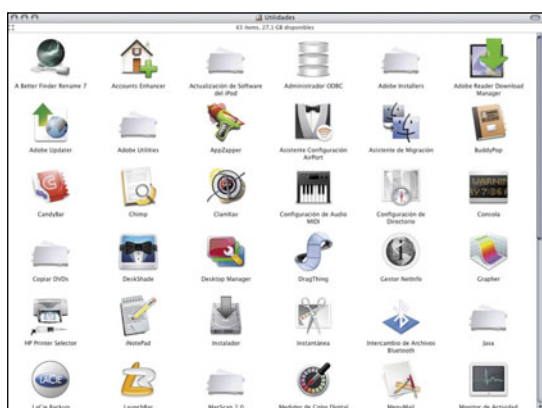 Utilidades
63 items, 27,1 GB disponibles
A Better Finder Rename 7
Accounts Enhancer
Actualización de Software
del iPod
Administrador ODBC
Adobe Installers
Adobe Reader Download
Manager
Adobe Updater
Adobe Utilities
AppZapper
Asistente Configuración
AirPort
Asistente de Migración
BuddyPop
CandyBar
Chimp
ClamXav
Configuración de Audio
MIDI
Configuración de
Directorio
Consola
Copiar DVDs
DeskShade
Desktop Manager
DragThing
Gestor NetInfo
Grapher
HP Printer Selector
iNotePad
Instalador
Instantánea
Intercambio de Archivos
Bluetooth
Java
LaCie
LaCie Backup
LaunchBar
MacScan 2.0
Medidor de Color Digital
MenuMail
Monitor de Actividad